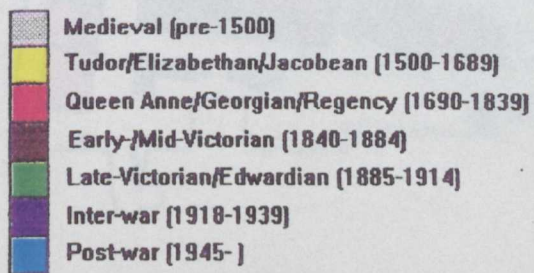 Medieval (pre-1500)
Tudor/Elizabethan/Jacobean (1500-1689)
Queen Anne/Georgian/Regency (1690-1839)
Early-/Mid-Victorian (1840-1884)
Late-Victorian/Edwardian (1885-1914)
Inter-war (1918-1939)
Post-war (1945- )